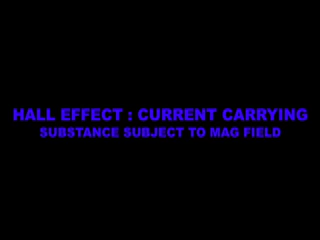 HALL EFFECT : CURRENT CARRYING
SUBSTANCE SUBJECT TO MAG FIELD